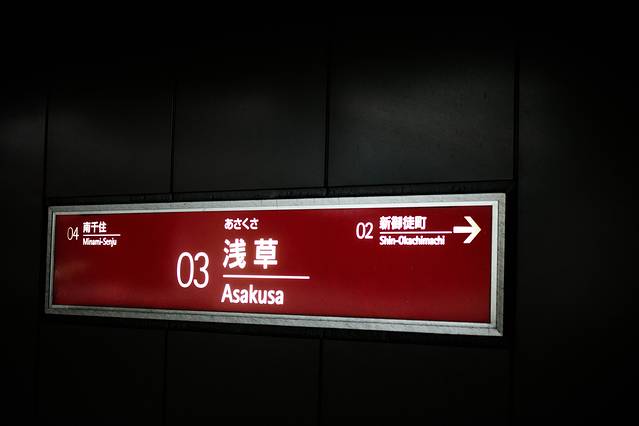 04 南千住
Minami-Senju
あさくさ
03 浅草
Asakusa
02 新御徒町
Shin-Okachimachi